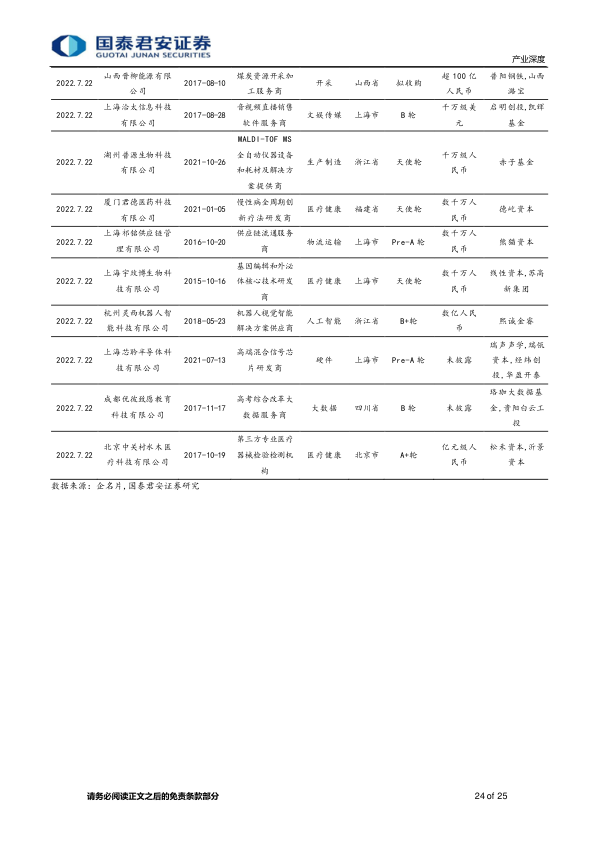 国泰君安证券
GUOTAI JUNAN SECURITIES
产业深度
2022.7.22 山西晋柳能源有限公司 2017-08-10 煤炭资源开采加工服务商 开采 山西省 拟收购 超100亿人民币 晋阳钢铁,山西潞宝
2022.7.22 上海洽太信息科技有限公司 2017-08-28 音视频直播销售软件服务商 文娱传媒 上海市 B轮 千万级美元 启明创投,凯辉基金
2022.7.22 湖州普源生物科技有限公司 2021-10-26 MALDI-TOF MS全自动仪器设备和耗材及解决方案提供商 生产制造 浙江省 天使轮 千万级人民币 赤子基金
2022.7.22 厦门君德医药科技有限公司 2021-01-05 慢性病全周期创新疗法研发商 医疗健康 福建省 天使轮 数千万人民币 德屹资本
2022.7.22 上海祁铭供应链管理有限公司 2016-10-20 供应链流通服务商 物流运输 上海市 Pre-A轮 数千万人民币 熊猫资本
2022.7.22 上海宇玫博生物科技有限公司 2015-10-16 基因编辑和外泌体核心技术研发商 医疗健康 上海市 天使轮 数千万人民币 线性资本,苏高新集团
2022.7.22 杭州灵西机器人智能科技有限公司 2018-05-23 机器人视觉智能解决方案供应商 人工智能 浙江省 B+轮 数亿人民币 熙诚金睿
2022.7.22 上海芯聆半导体科技有限公司 2021-07-13 高端混合信号芯片研发商 硬件 上海市 Pre-A轮 未披露 瑞声声学,瑞俬资本,经纬创投,华盈开泰
2022.7.22 成都优优致愿教育科技有限公司 2017-11-17 高考综合改革大数据服务商 大数据 四川省 B轮 未披露 珞珈大数据基金,贵阳白云工投
2022.7.22 北京中关村水木医疗科技有限公司 2017-10-19 第三方专业医疗器械检验检测机构 医疗健康 北京市 A+轮 亿元级人民币 松禾资本,沂景资本
数据来源：企名片,国泰君安证券研究
请务必阅读正文之后的免责条款部分
24 of 25